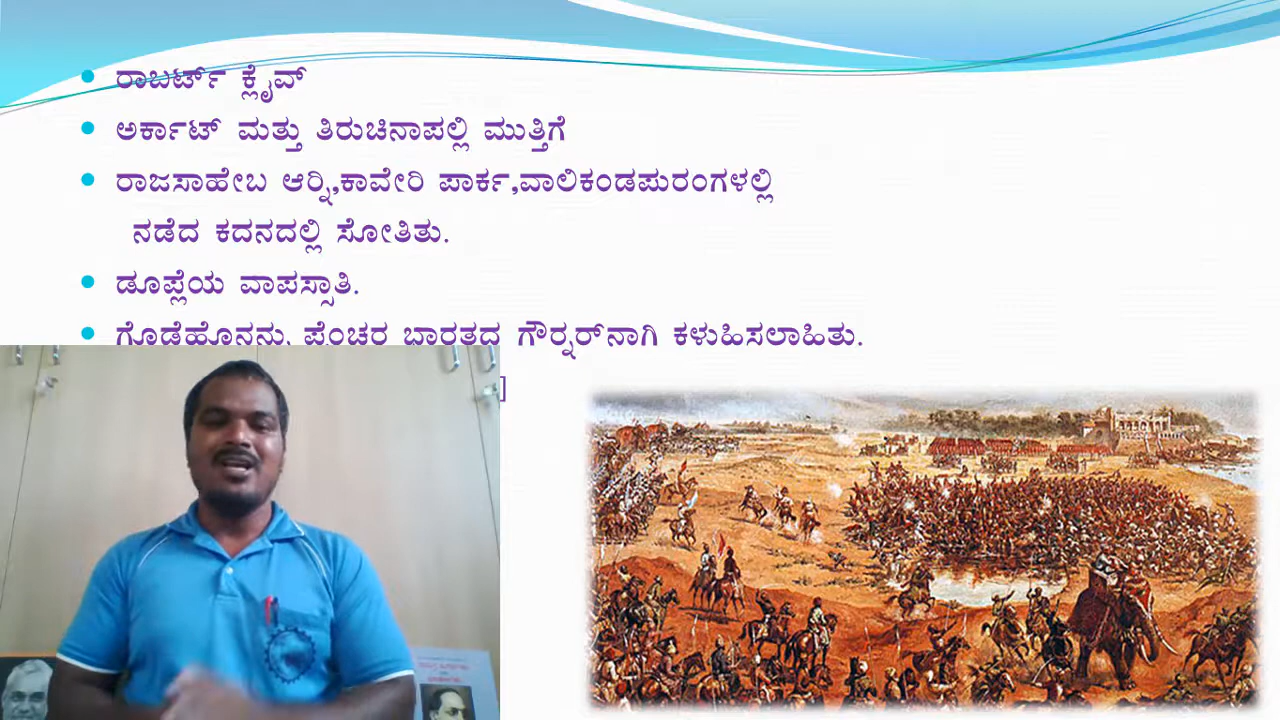 ರಾಬರ್ಟ್ ಕ್ಲೈವ್
ಅರ್ಕಾಟ್ ಮತ್ತು ತಿರುಚಿನಾಪಲ್ಲಿ ಮುತ್ತಿಗೆ
ರಾಜಸಾಹೇಬ ಆರ‍್ನಿ,ಕಾವೇರಿ ಪಾರ್ಕ,ವಾಲಿಕಂಡಪುರಂಗಳಲ್ಲಿ
ನಡೆದ ಕದನದಲ್ಲಿ ಸೋತಿತು.
ಡೂಪ್ಲೆಯ ವಾಪಸ್ಸಾತಿ.
ಗೊಡೆಹೊನನ್ನು ಫ್ರೆಂಚರ ಭಾರತದ ಗೌರ‍್ನರ್‌ನಾಗಿ ಕಳುಹಿಸಲಾಹಿತು.
]